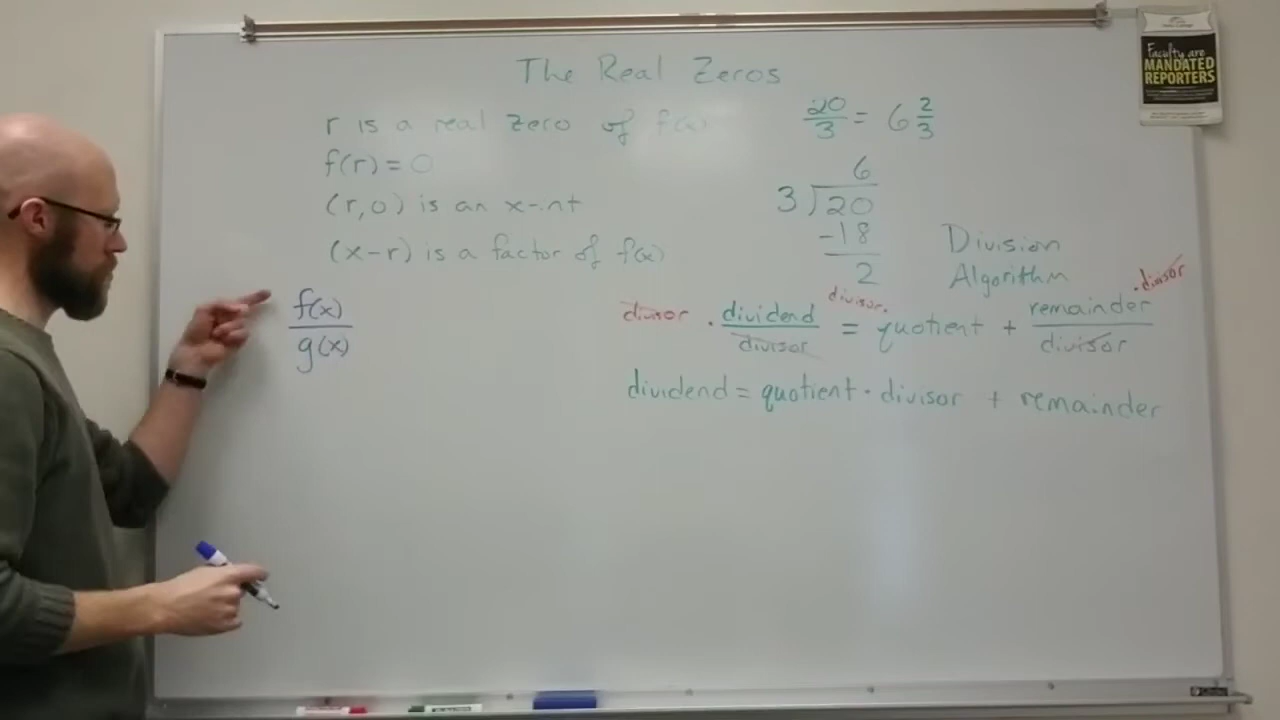 The Real Zeros
r is a real zero of f(x)
f(r) = 0
(r,0) is an x-int
(x-r) is a factor of f(x)
f(x)
g(x)
20/3 = 6 2/3
6
3 20
-18
2
Division
Algorithm
divisor · dividend/divisor = quotient divisor · + remainder/divisor · divisor
dividend = quotient · divisor + remainder
Faculty are
MANDATED
REPORTERS